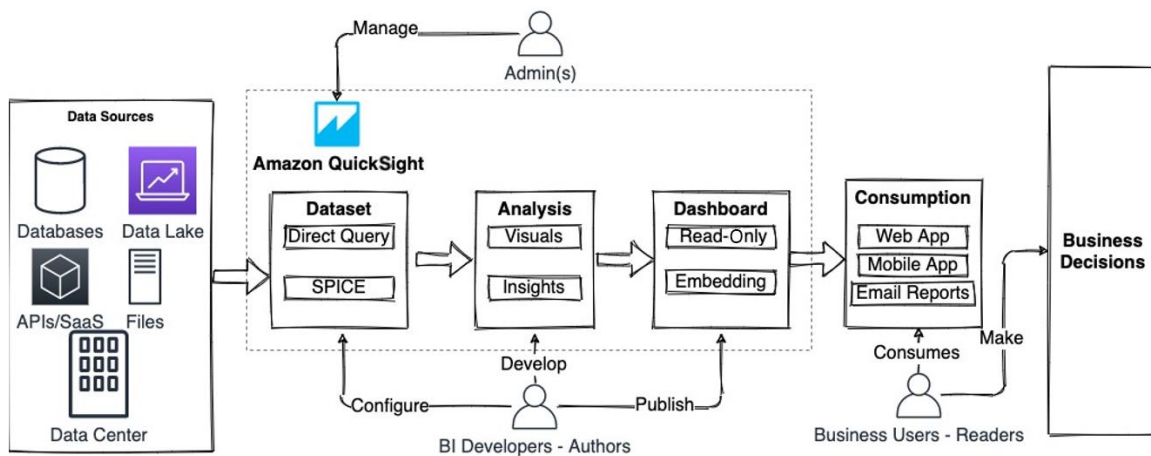 Manage
Admin(s)
Data Sources
Databases
Data Lake
APIs/SaaS
Files
Data Center
Amazon QuickSight
Dataset
Direct Query
SPICE
Analysis
Visuals
Insights
Dashboard
Read-Only
Embedding
Consumption
Web App
Mobile App
Email Reports
Business
Decisions
Configure
Develop
Publish
BI Developers - Authors
Consumes
Make
Business Users - Readers